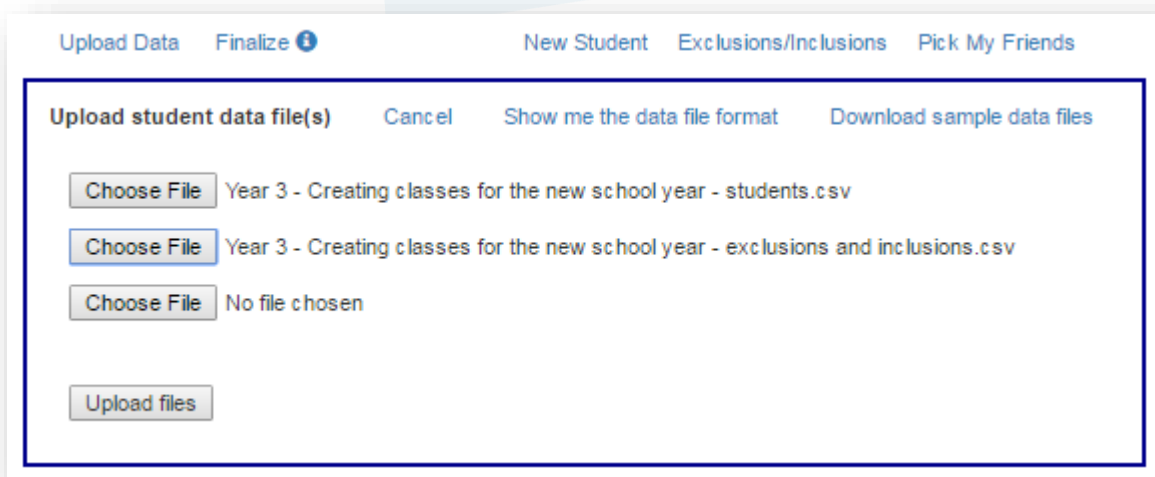 Upload Data Finalize New Student Exclusions/Inclusions Pick My Friends
Upload student data file(s) Cancel Show me the data file format Download sample data files
Choose File Year 3 - Creating classes for the new school year - students.csv
Choose File Year 3 - Creating classes for the new school year - exclusions and inclusions.csv
Choose File No file chosen
Upload files